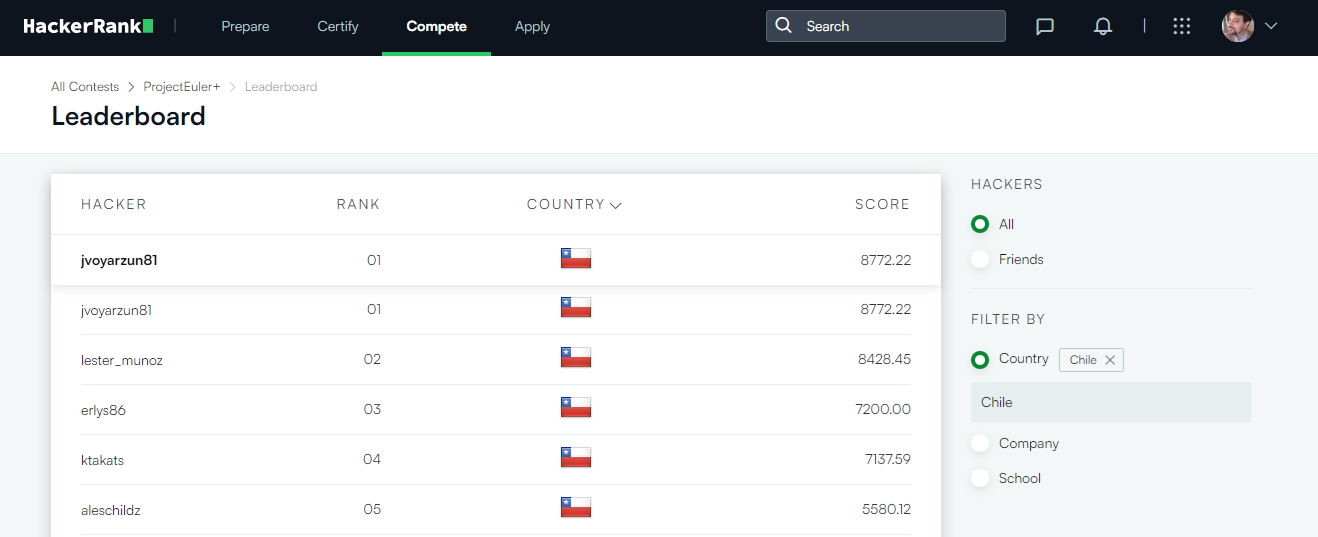 HackerRank Prepare Certify Compete Apply Search
All Contests ProjectEuler+ Leaderboard
Leaderboard
HACKER RANK COUNTRY SCORE
jvoyarzun81 01 8772.22
jvoyarzun81 01 8772.22
lester_munoz 02 8428.45
erlys86 03 7200.00
ktakats 04 7137.59
aleschildz 05 5580.12
HACKERS
All
Friends
FILTER BY
Country Chile
Chile
Company
School